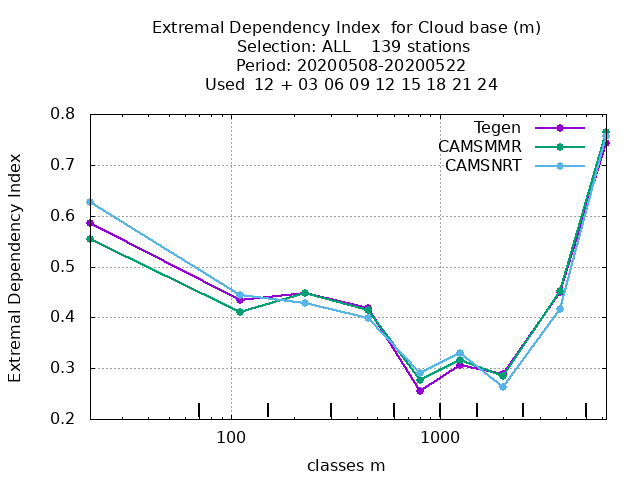 Extremal Dependency Index  for Cloud base (m)
Selection: ALL    139 stations
Period: 20200508-20200522
Used  12 + 03 06 09 12 15 18 21 24
Extremal Dependency Index
0.8
0.7
0.6
0.5
0.4
0.3
0.2
Tegen
CAMSMMR
CAMSNRT
100 1000
classes m